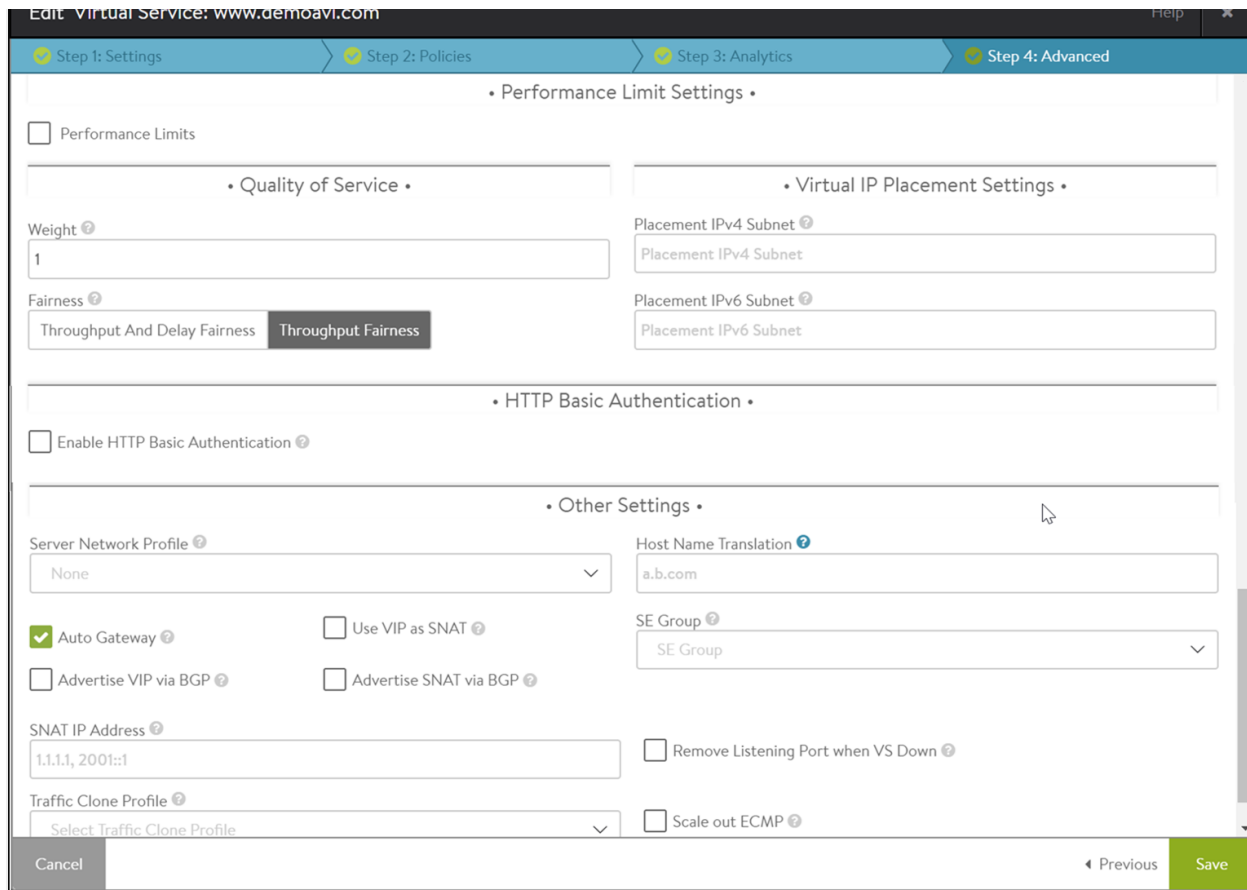 Edit Virtual Service: www.demoavi.com
Help
Step 1: Settings
Step 2: Policies
Step 3: Analytics
Step 4: Advanced
• Performance Limit Settings •
Performance Limits
• Quality of Service •
• Virtual IP Placement Settings •
Weight
1
Placement IPv4 Subnet
Placement IPv4 Subnet
Fairness
Throughput And Delay Fairness
Throughput Fairness
Placement IPv6 Subnet
Placement IPv6 Subnet
• HTTP Basic Authentication •
Enable HTTP Basic Authentication
• Other Settings •
Server Network Profile
None
Host Name Translation
a.b.com
Auto Gateway
Use VIP as SNAT
SE Group
SE Group
Advertise VIP via BGP
Advertise SNAT via BGP
SNAT IP Address
1.1.1.1, 2001::1
Remove Listening Port when VS Down
Traffic Clone Profile
Select Traffic Clone Profile
Scale out ECMP
Cancel
Previous
Save